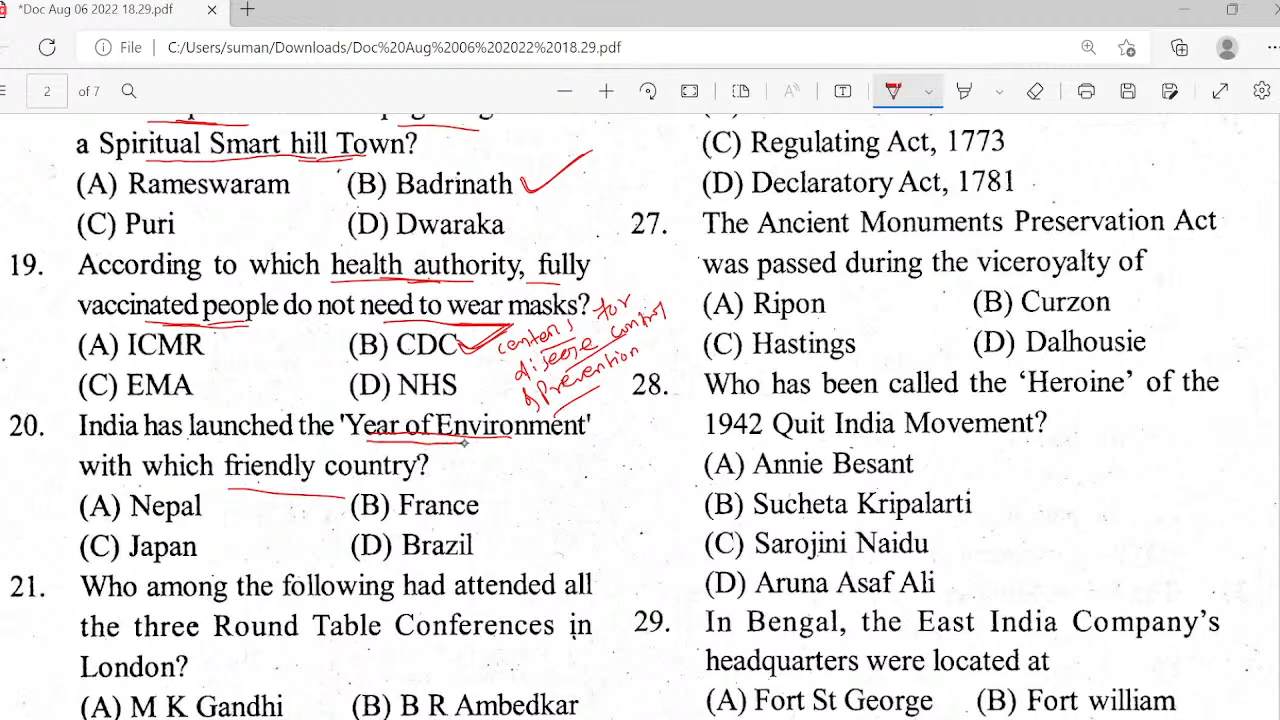 *Doc Aug 06 2022 18.29.pdf
File C:/Users/suman/Downloads/Doc%20Aug%2006%202022%2018.29.pdf
2 of 7
a Spiritual Smart hill Town?
(A) Rameswaram (B) Badrinath
(C) Puri (D) Dwaraka
19. According to which health authority, fully
vaccinated people do not need to wear masks?
(A) ICMR (B) CDC
(C) EMA (D) NHS
centers for
disease control
& prevention
20. India has launched the 'Year of Environment'
with which friendly country?
(A) Nepal (B) France
(C) Japan (D) Brazil
21. Who among the following had attended all
the three Round Table Conferences in
London?
(A) M K Gandhi (B) B R Ambedkar
(C) Regulating Act, 1773
(D) Declaratory Act, 1781
27. The Ancient Monuments Preservation Act
was passed during the viceroyalty of
(A) Ripon (B) Curzon
(C) Hastings (D) Dalhousie
28. Who has been called the ‘Heroine’ of the
1942 Quit India Movement?
(A) Annie Besant
(B) Sucheta Kripalarti
(C) Sarojini Naidu
(D) Aruna Asaf Ali
29. In Bengal, the East India Company’s
headquarters were located at
(A) Fort St George (B) Fort william